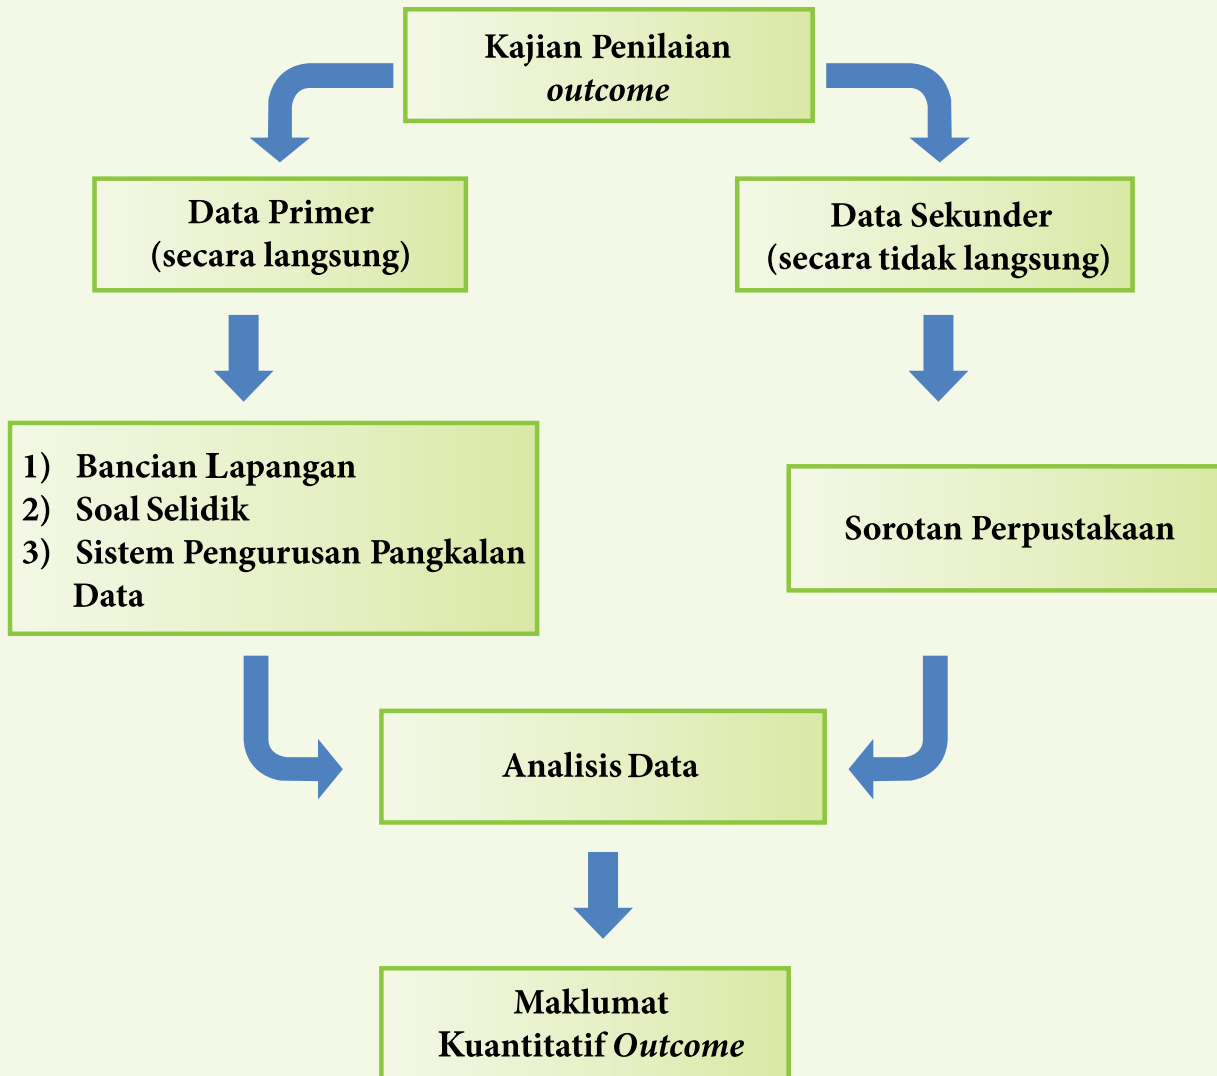 Kajian Penilaian
outcome
Data Primer
(secara langsung)
Data Sekunder
(secara tidak langsung)
1) Bancian Lapangan
2) Soal Selidik
3) Sistem Pengurusan Pangkalan
Data
Sorotan Perpustakaan
Analisis Data
Maklumat
Kuantitatif Outcome